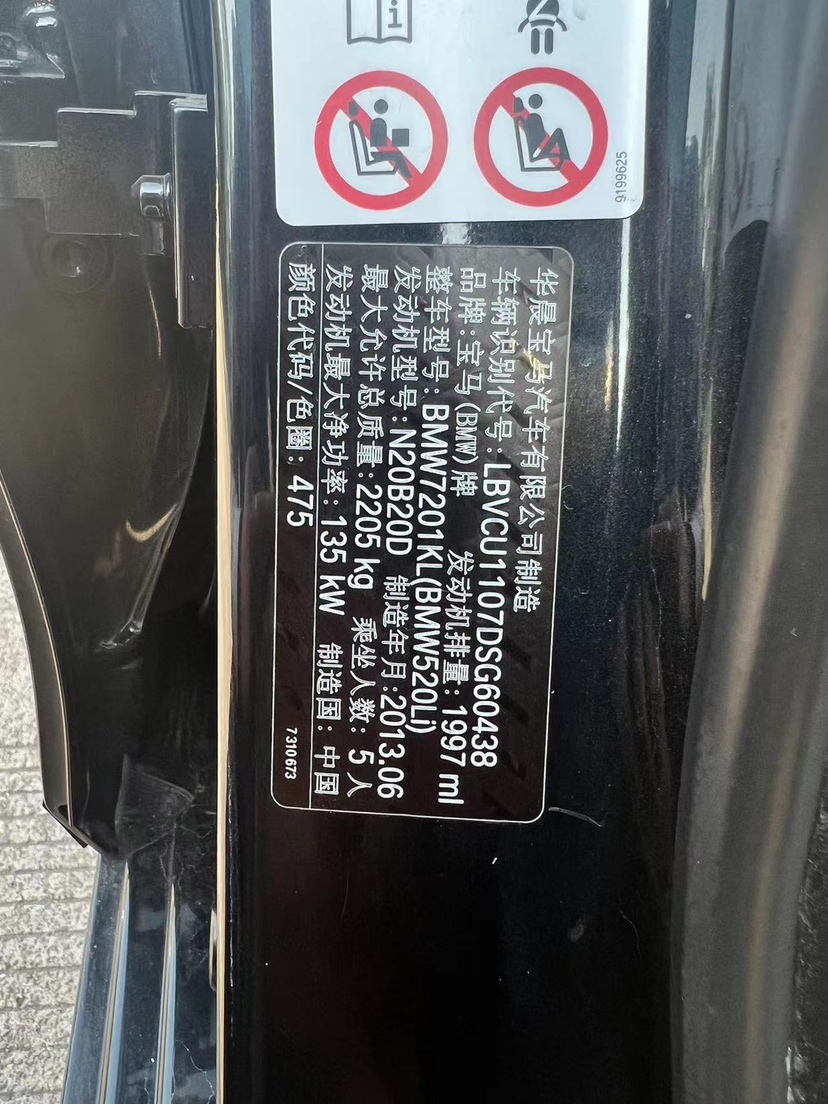 9199625
华晨宝马汽车有限公司制造
车辆识别代号:LBVCU1107DSG60438
品牌:宝马(BMW)牌 发动机排量:1997 ml
整车型号:BMW7201KL(BMW520Li)
发动机型号:N20B20D 制造年月:2013.06
最大允许总质量:2205 kg 乘坐人数:5人
发动机最大净功率:135 kW 制造国:中国
颜色代码/色圈:475 7310673